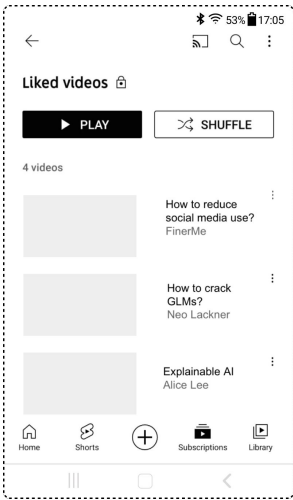 53% 17:05
Liked videos
PLAY
SHUFFLE
4 videos
How to reduce
social media use?
FinerMe
How to crack
GLMs?
Neo Lackner
Explainable AI
Alice Lee
Home
Shorts
Subscriptions
Library